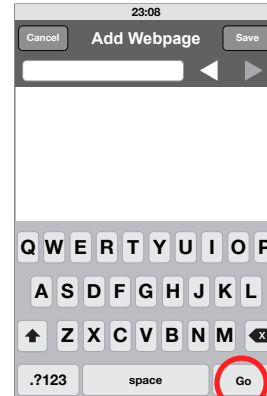 23:08
Cancel Add Webpage Save
Q W E R T Y U I O P
A S D F G H J K L
Z X C V B N M X
.?123 space Go